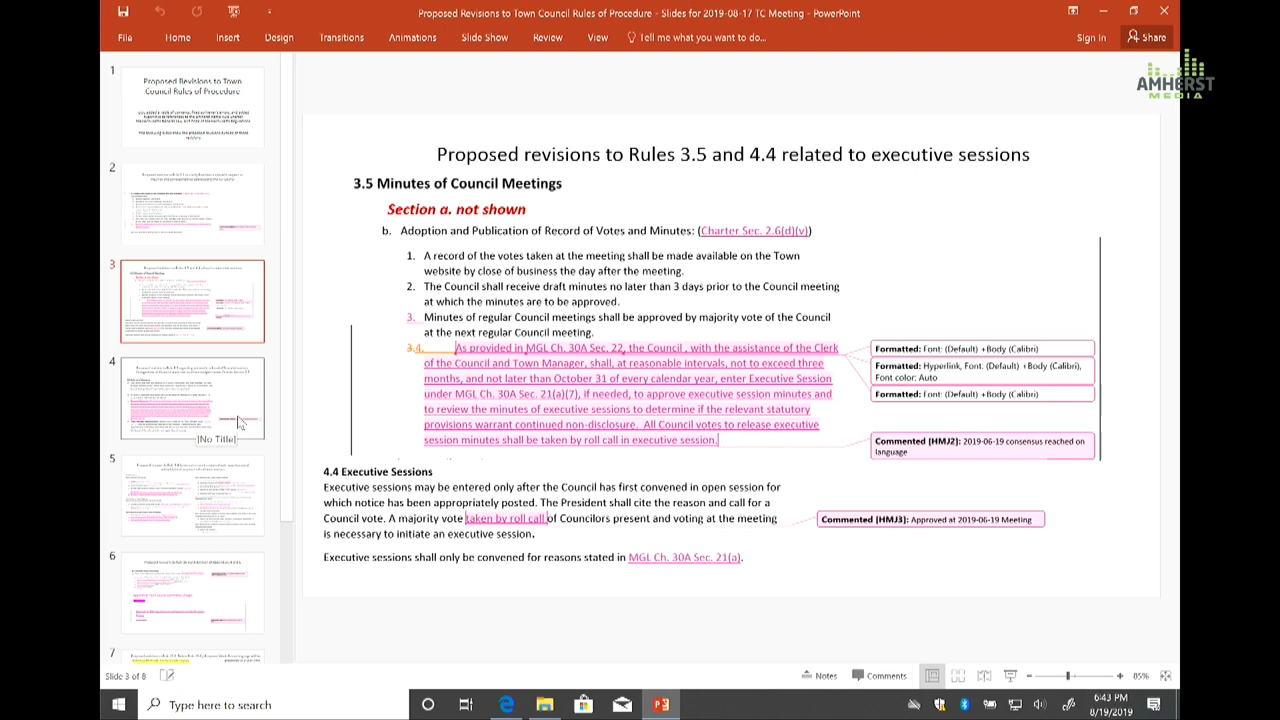 Proposed Revisions to Town Council Rules of Procedure - Slides for 2019-08-17 TC Meeting - PowerPoint
File Home Insert Design Transitions Animations Slide Show Review View Tell me what you want to do... Sign In Share
AMHERST
MEDIA
1
Proposed Revisions to Town
Council Rules of Procedure
2
3
4
[No Title]
5
6
7
Proposed revisions to Rules 3.5 and 4.4 related to executive sessions
3.5 Minutes of Council Meetings
Section a. not shown
b. Adoption and Publication of Record of Votes and Minutes: (Charter Sec. 2.6(d)(v))
1. A record of the votes taken at the meeting shall be made available on the Town
website by close of business the day after the meeting.
2. The Council shall receive draft minutes no later than 3 days prior to the Council meeting
at which the minutes are to be approved.
3. Minutes of regular Council meetings shall be approved by majority vote of the Council
at the next regular Council meeting.
3.4. As provided in MGL Ch. 30A Sec. 22, the Council , with the assistance of the Clerk
of the Council and Town Manager, shall, at reasonable intervals, not to exceed three
months, and not later than October 31 of every calendar year, enter Executive Session
under MGL Ch. 30A Sec. 21(a)(7), if needed, to approve executive session minutes and
to review the minutes of executive sessions to determine if the relevant statutory
provisions warrant continued non-disclosure. All Council votes to release executive
session minutes shall be taken by roll call in executive session.
Formatted: Font: (Default) +Body (Calibri)
Formatted: Hyperlink, Font: (Default) +Body (Calibri),
Font color: Auto
Formatted: Font: (Default) +Body (Calibri)
Commented [HMJ2]: 2019-06-19 consensus reached on
language
4.4 Executive Sessions
Executive sessions may be convened only after the Council has first convened in open session for
which notice has been appropriately posted. The President shall state the reason and call for a
Council vote. A majority vote taken by roll call of Councilors present and voting at the meeting
is necessary to initiate an executive session.
Commented [HMJ3]: Approved at 2019-06-19 Meeting
Executive sessions shall only be convened for reasons stated in MGL Ch. 30A Sec. 21(a).
Slide 3 of 8 Notes Comments 85%
Type here to search
6:43 PM
8/19/2019